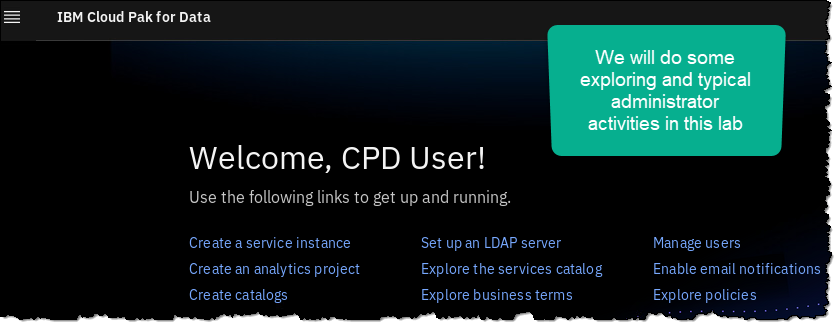 IBM Cloud Pak for Data
We will do some
exploring and typical
administrator
activities in this lab
Welcome, CPD User!
Use the following links to get up and running.
Create a service instance
Set up an LDAP server
Manage users
Create an analytics project
Explore the services catalog
Enable email notifications
Create catalogs
Explore business terms
Explore policies